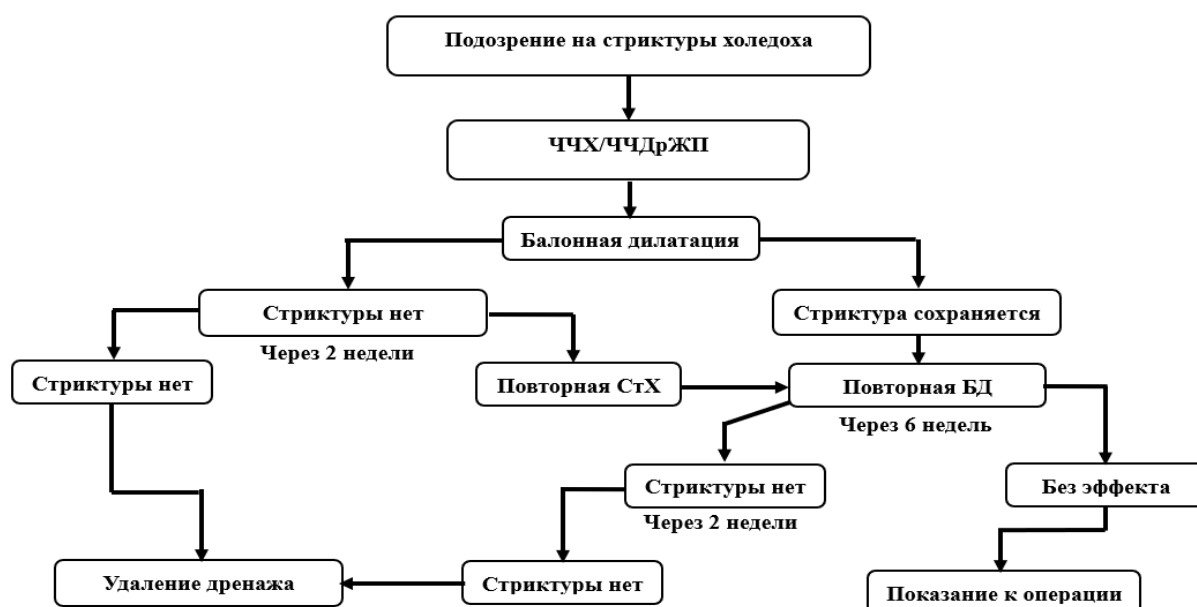 Подозрение на стриктуры холедоха
ЧЧХ/ЧЧДрЖП
Балонная дилатация
Стриктуры нет
Стриктура сохраняется
Через 2 недели
Стриктуры нет
Повторная СтХ
Повторная БД
Через 6 недель
Стриктуры нет
Без эффекта
Через 2 недели
Удаление дренажа
Стриктуры нет
Показание к операции